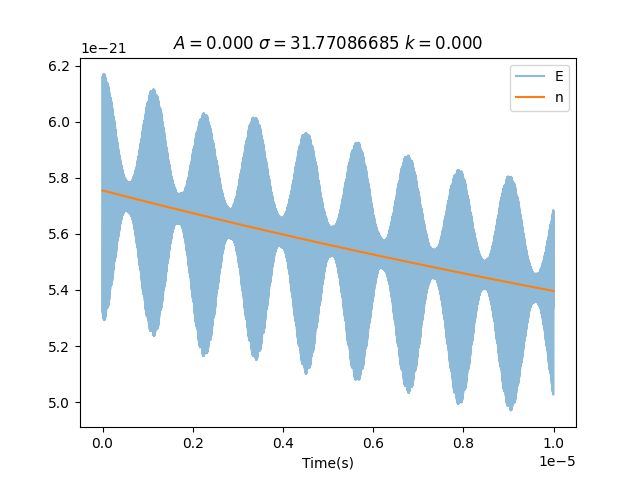 A = 0.000 σ = 31.77086685 k = 0.000
1e−21
6.2
6.0
5.8
5.6
5.4
5.2
5.0
E
n
0.0 0.2 0.4 0.6 0.8 1.0
1e−5
Time(s)